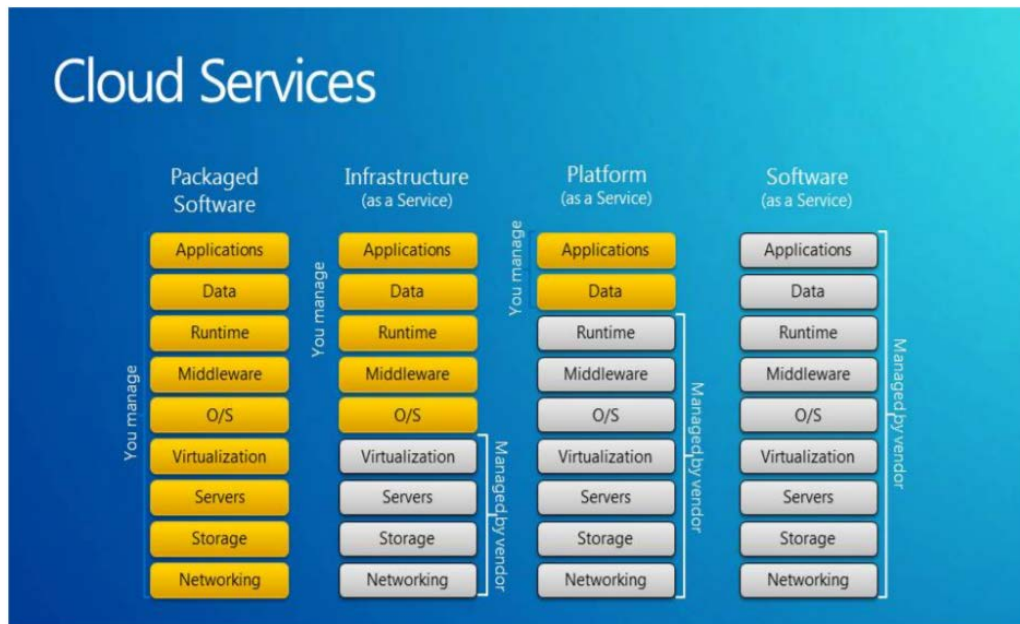 Cloud Services
Packaged
Software
You manage
Applications
Data
Runtime
Middleware
O/S
Virtualization
Servers
Storage
Networking
Infrastructure
(as a Service)
You manage
Applications
Data
Runtime
Middleware
O/S
Virtualization
Servers
Storage
Networking
Managed by vendor
Platform
(as a Service)
You manage
Applications
Data
Runtime
Middleware
O/S
Virtualization
Servers
Storage
Networking
Managed by vendor
Software
(as a Service)
Applications
Data
Runtime
Middleware
O/S
Virtualization
Servers
Storage
Networking
Managed by vendor